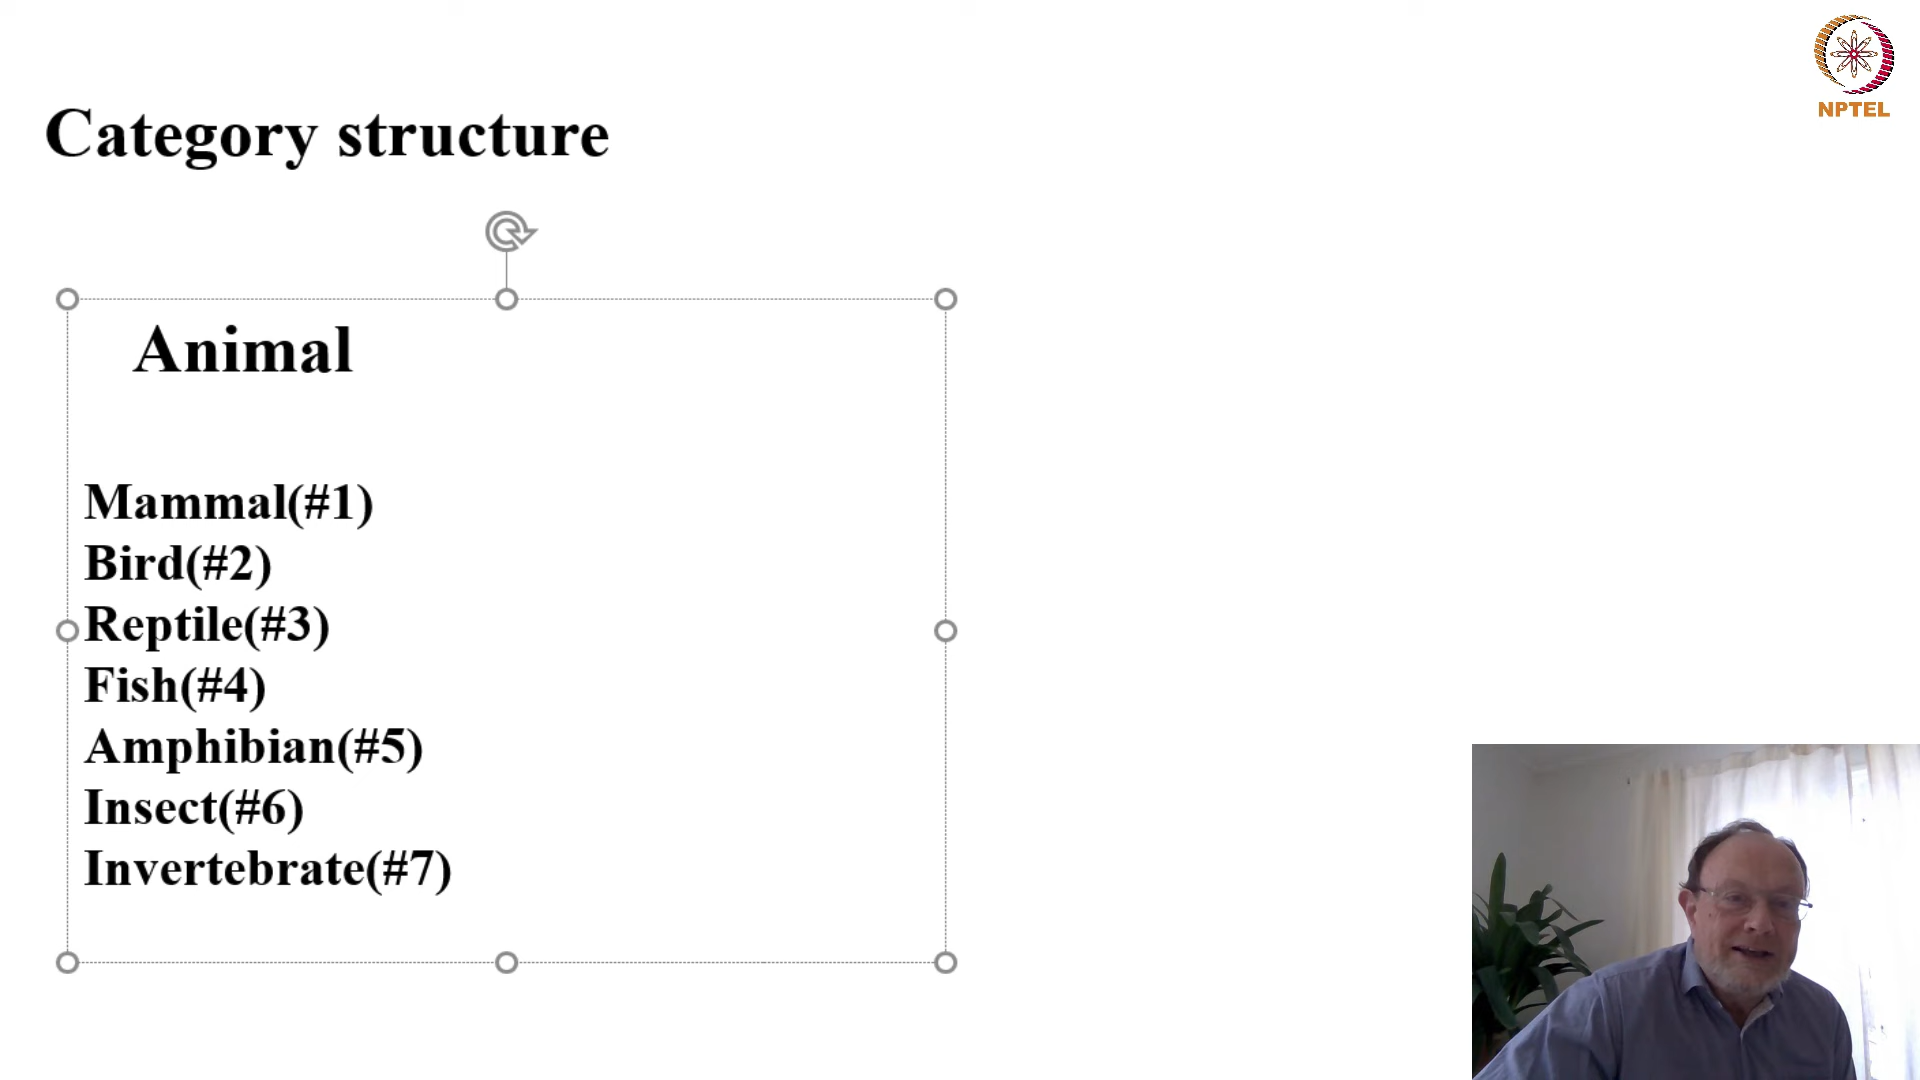 NPTEL
Category structure
Animal
Mammal(#1)
Bird(#2)
Reptile(#3)
Fish(#4)
Amphibian(#5)
Insect(#6)
Invertebrate(#7)